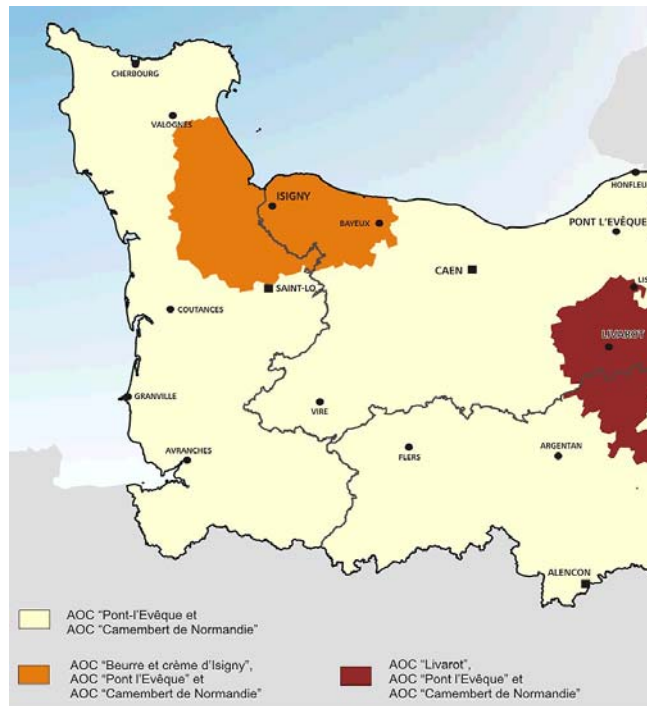 CHERBOURG
VALOGNES
HONFLEU
ISIGNY
BAYEUX
PONT L'EVÊQUE
CAEN
SAINT-LO
LIS
COUTANCES
LIVAROT
GRANVILLE
VIRE
AVRANCHES
FLERS
ARGENTAN
ALENCON
AOC "Pont-l'Evêque et
AOC "Camembert de Normandie"
AOC "Beurre et crème d'Isigny",
AOC "Pont l'Evêque" et
AOC "Camembert de Normandie"
AOC "Livarot",
AOC "Pont l'Evêque" et
AOC "Camembert de Normandie"